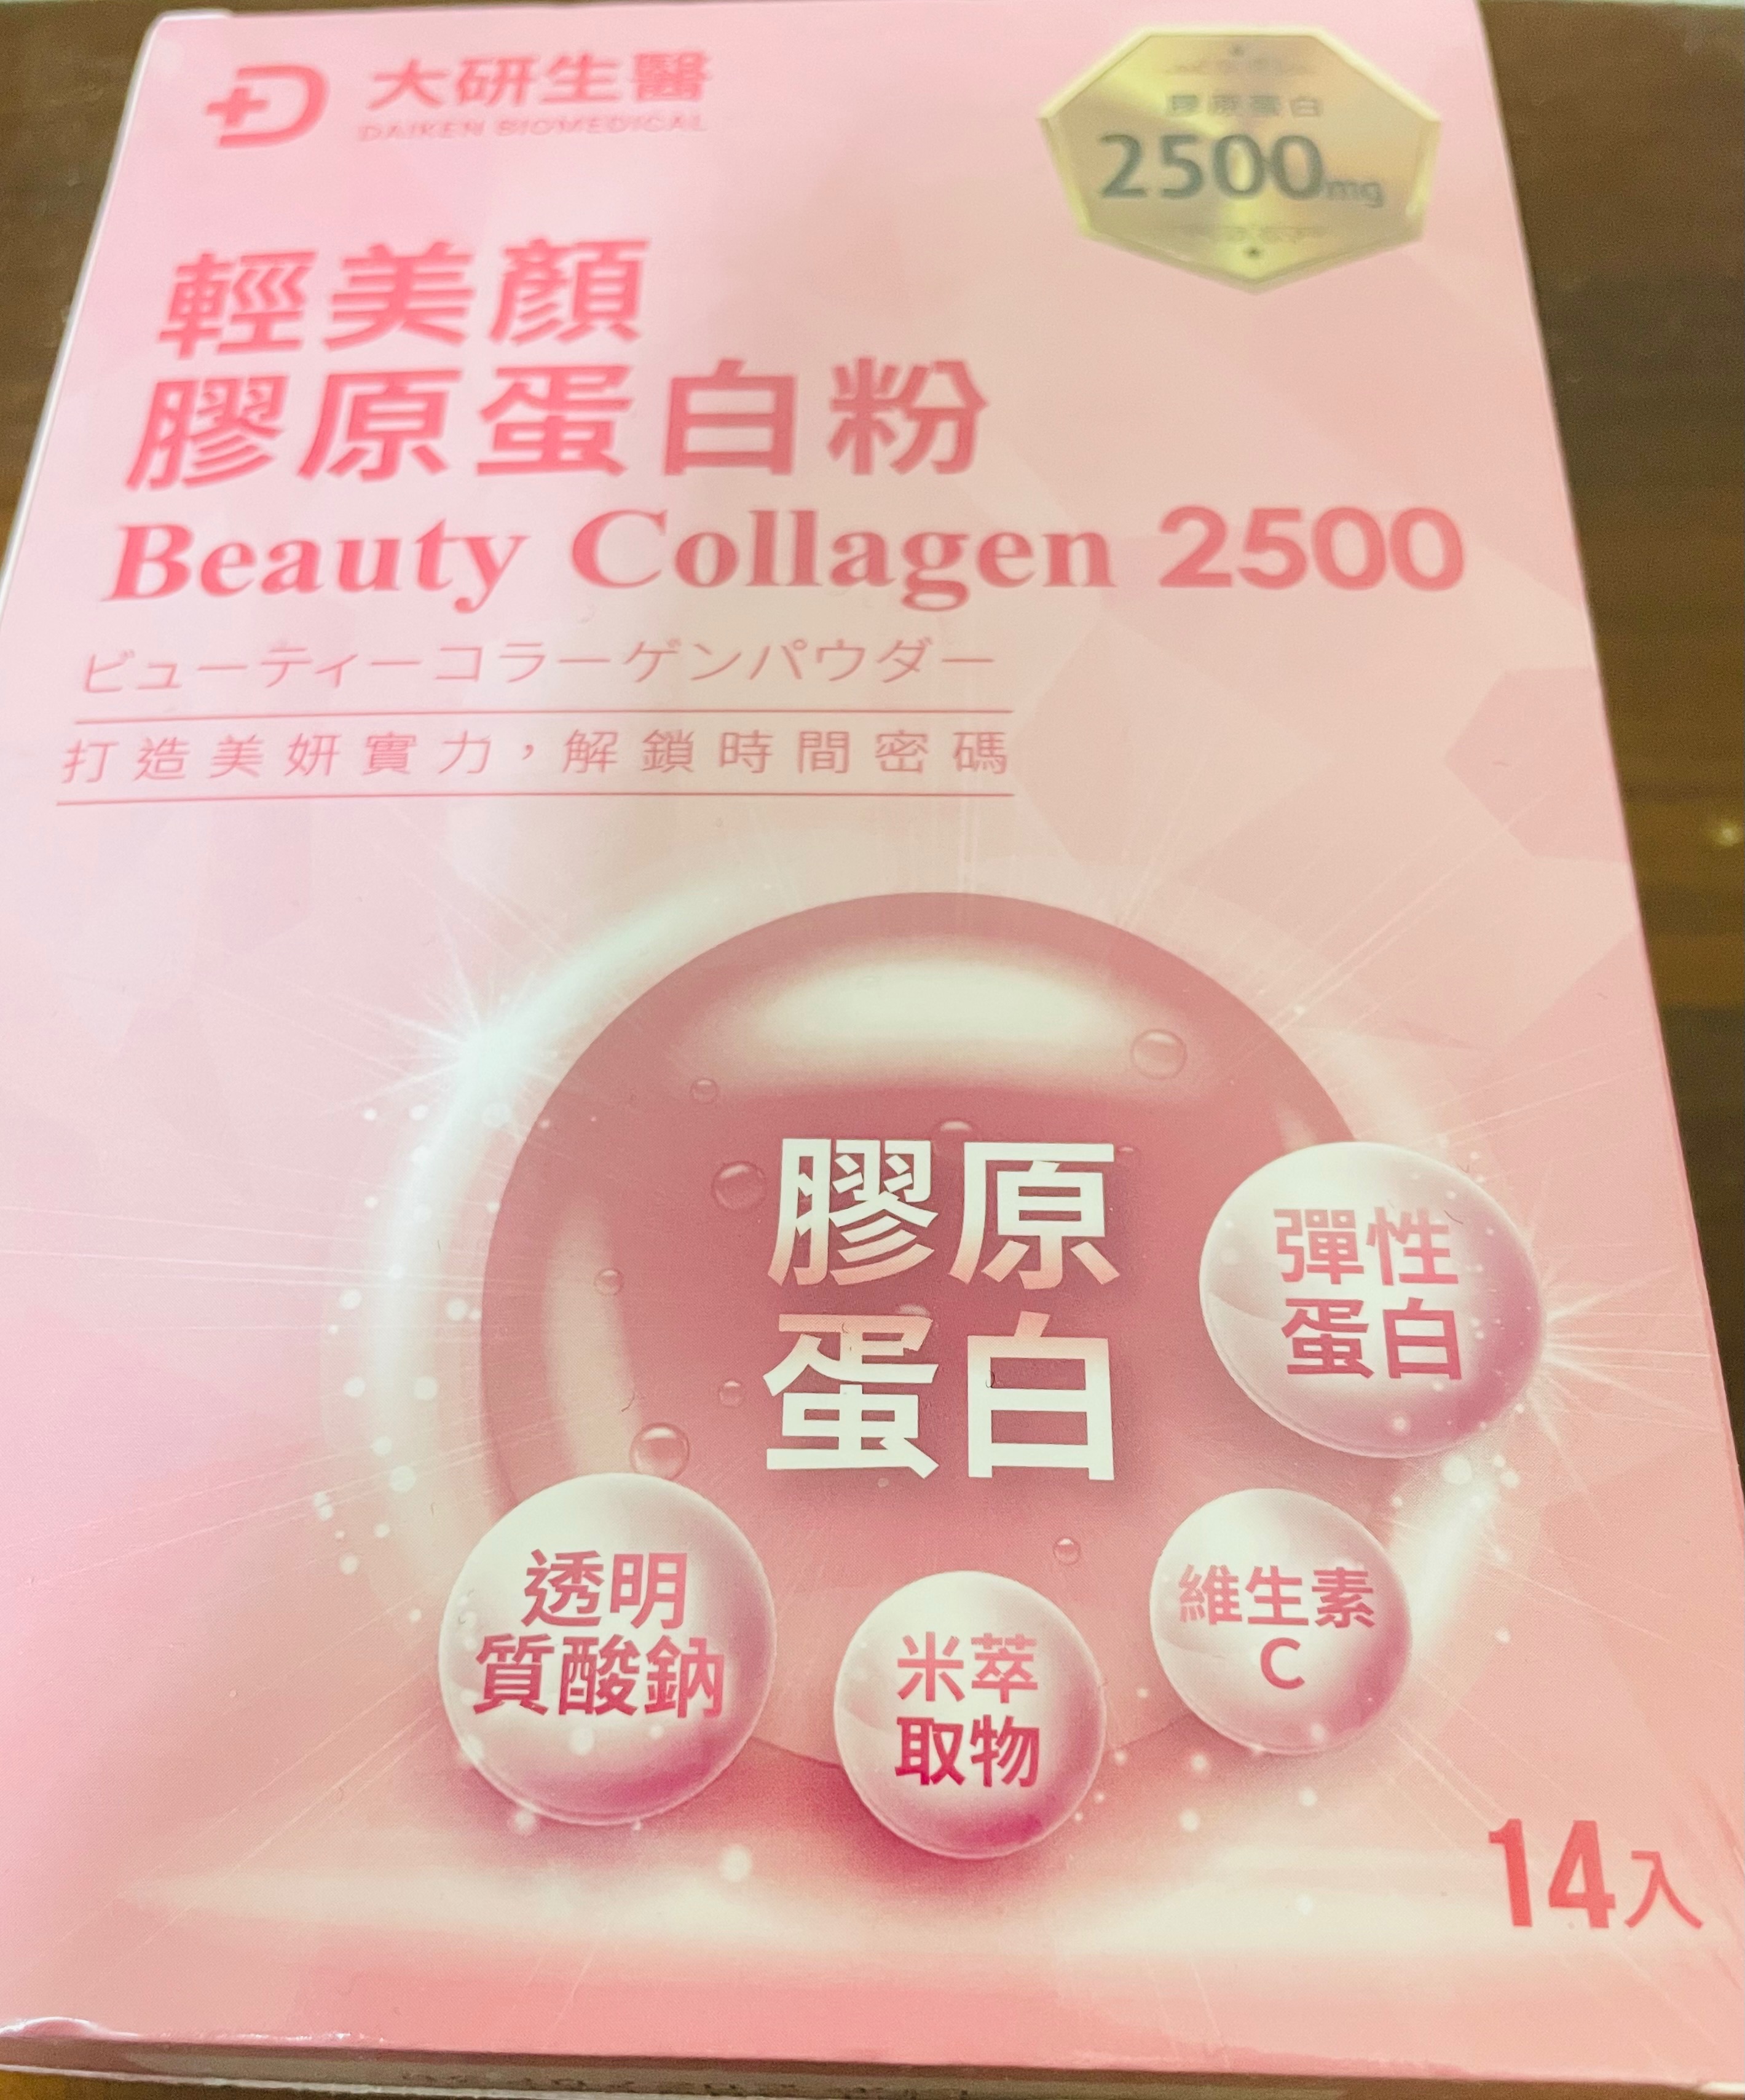 大研生醫
DAIKEN BIOMEDICAL
膠原蛋白
2500mg
輕美顏
膠原蛋白粉
Beauty Collagen 2500
ビューティーコラーゲンパウダー
打造美妍實力，解鎖時間密碼
膠原
蛋白
彈性
蛋白
透明
質酸鈉
米萃
取物
維生素
C
14入